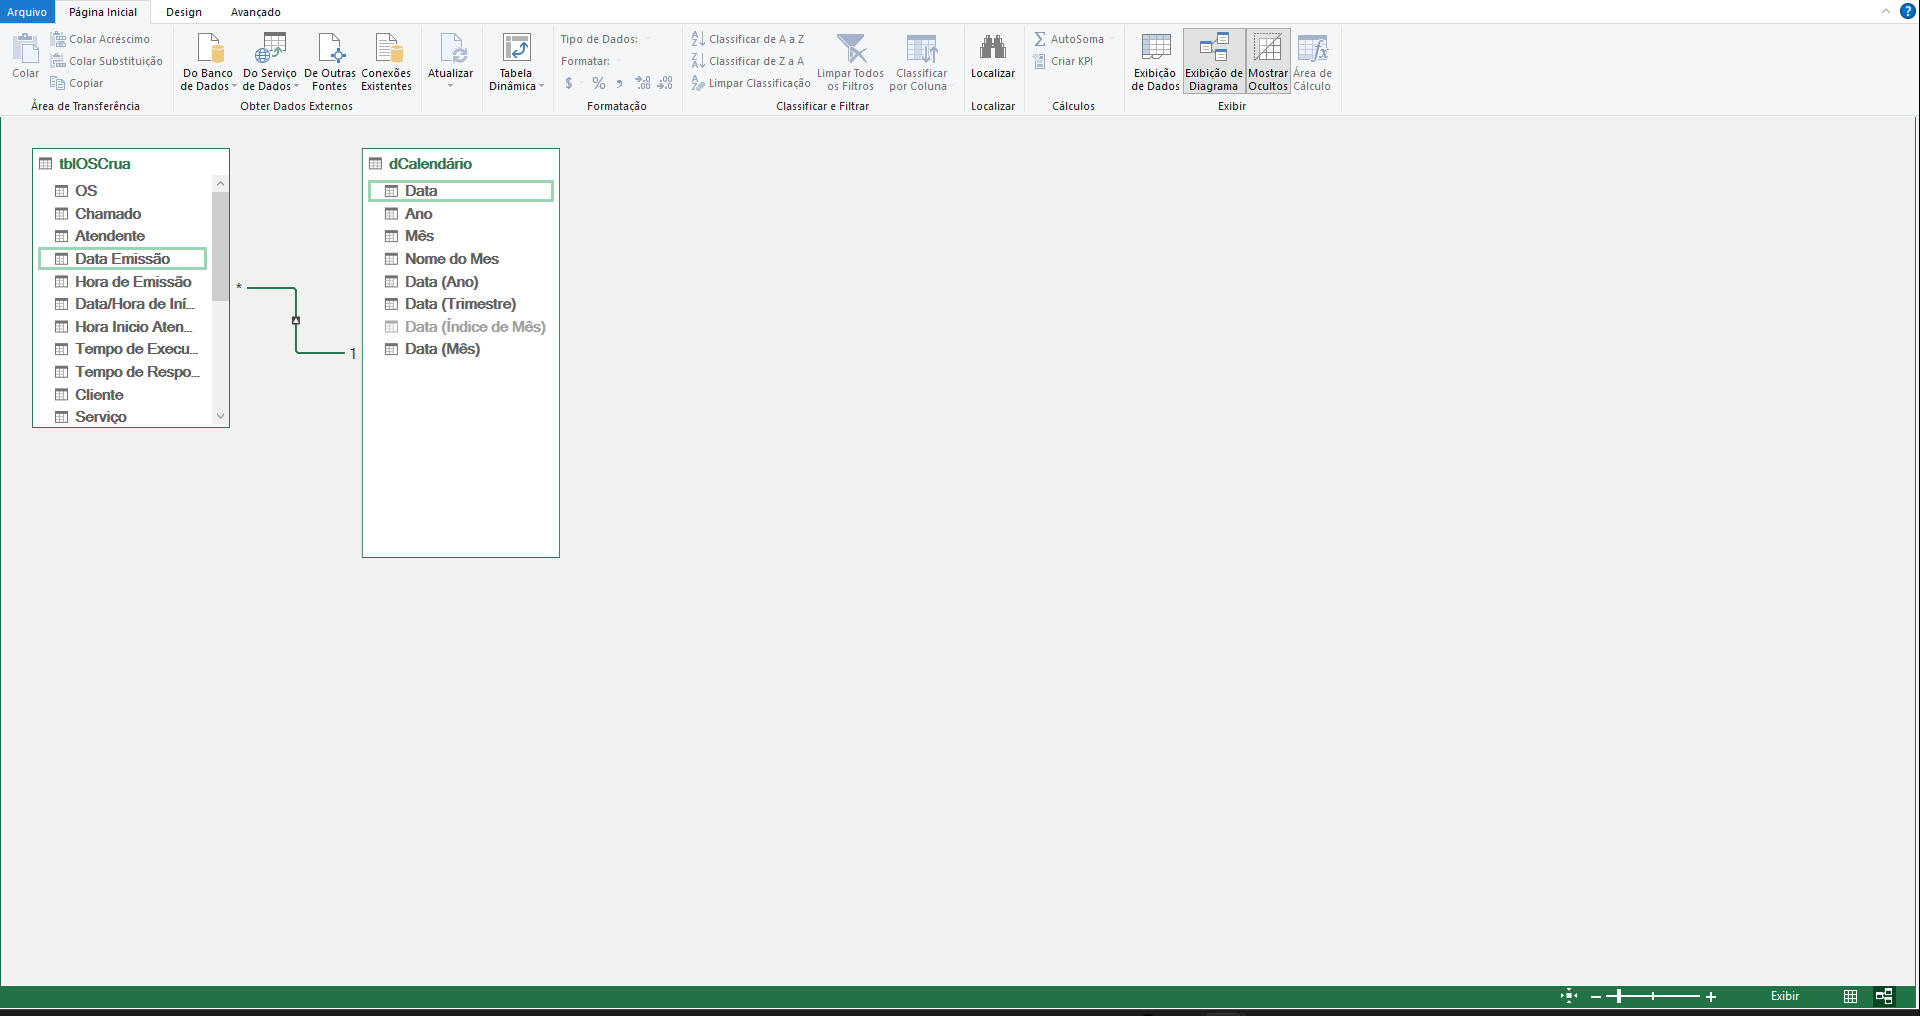 Arquivo
Página Inicial
Design
Avançado
Colar
Colar Acréscimo
Colar Substituição
Copiar
Área de Transferência
Do Banco de Dados
Do Serviço de Dados
De Outras Fontes
Conexões Existentes
Obter Dados Externos
Atualizar
Tabela Dinâmica
Tipo de Dados:
Formatar:
$ % , →.0 .00 .00 →.0
Formatação
Classificar de A a Z
Classificar de Z a A
Limpar Classificação
Limpar Todos os Filtros
Classificar por Coluna
Classificar e Filtrar
Localizar
Localizar
AutoSoma
Criar KPI
Cálculos
Exibição de Dados
Exibição de Diagrama
Mostrar Ocultos
Área de Cálculo
Exibir
tblOSCrua
OS
Chamado
Atendente
Data Emissão
Hora de Emissão
Data/Hora de Iní...
Hora Inicio Aten...
Tempo de Execu...
Tempo de Respo...
Cliente
Serviço
*
1
dCalendário
Data
Ano
Mês
Nome do Mes
Data (Ano)
Data (Trimestre)
Data (Índice de Mês)
Data (Mês)
Exibir